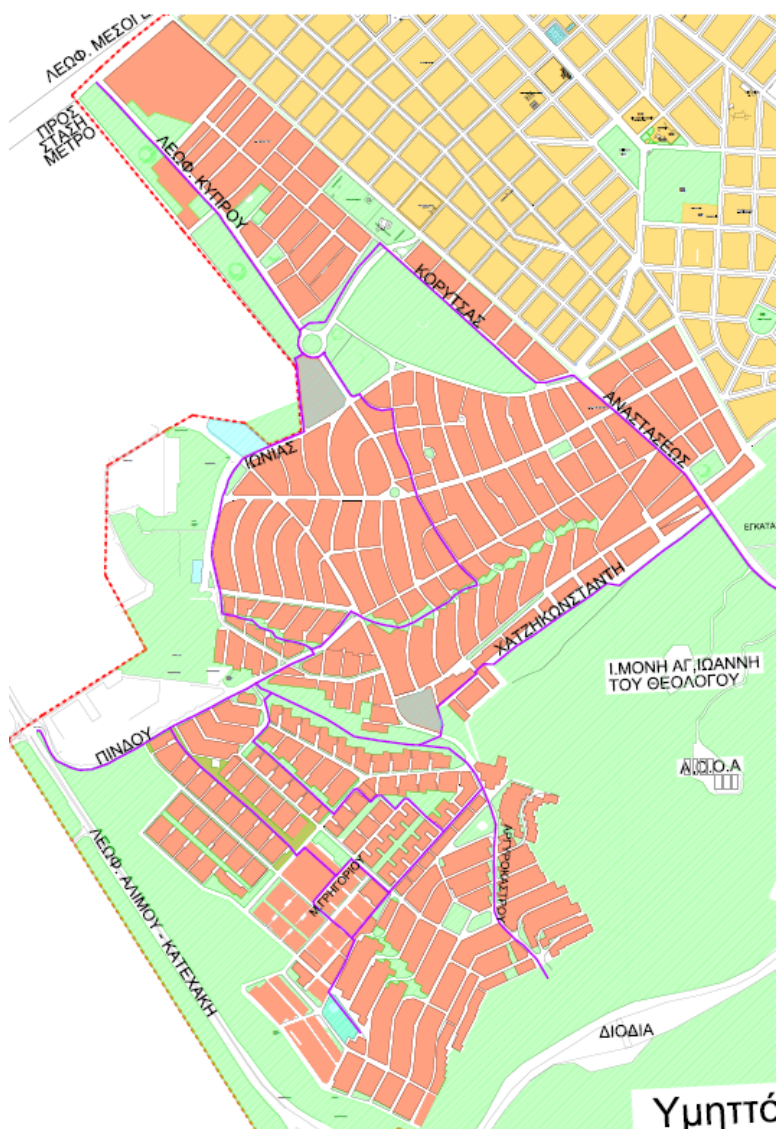 ΛΕΩΦ. ΜΕΣΟΓΕ
ΠΡΟΣ
ΣΤΑΣΗ
ΜΕΤΡΟ
ΛΕΩΦ. ΚΥΠΡΟΥ
ΚΟΡΥΤΣΑΣ
ΑΝΑΣΤΑΣΕΩΣ
ΙΩΝΙΑΣ
ΕΓΚΑΤΑ
ΧΑΤΖΗΚΩΝΣΤΑΝΤΗ
Ι.ΜΟΝΗ ΑΓ.ΙΩΑΝΝΗ
ΤΟΥ ΘΕΟΛΟΓΟΥ
ΠΙΝΔΟΥ
ΑΡΓΥΡΟΚΑΣΤΡΟΥ
Μ.ΓΡΗΓΟΡΙΟΥ
ΛΕΩΦ. ΑΛΙΜΟΥ - ΚΑΤΕΧΑΚΗ
ΔΙΟΔΙΑ
Υμηττό